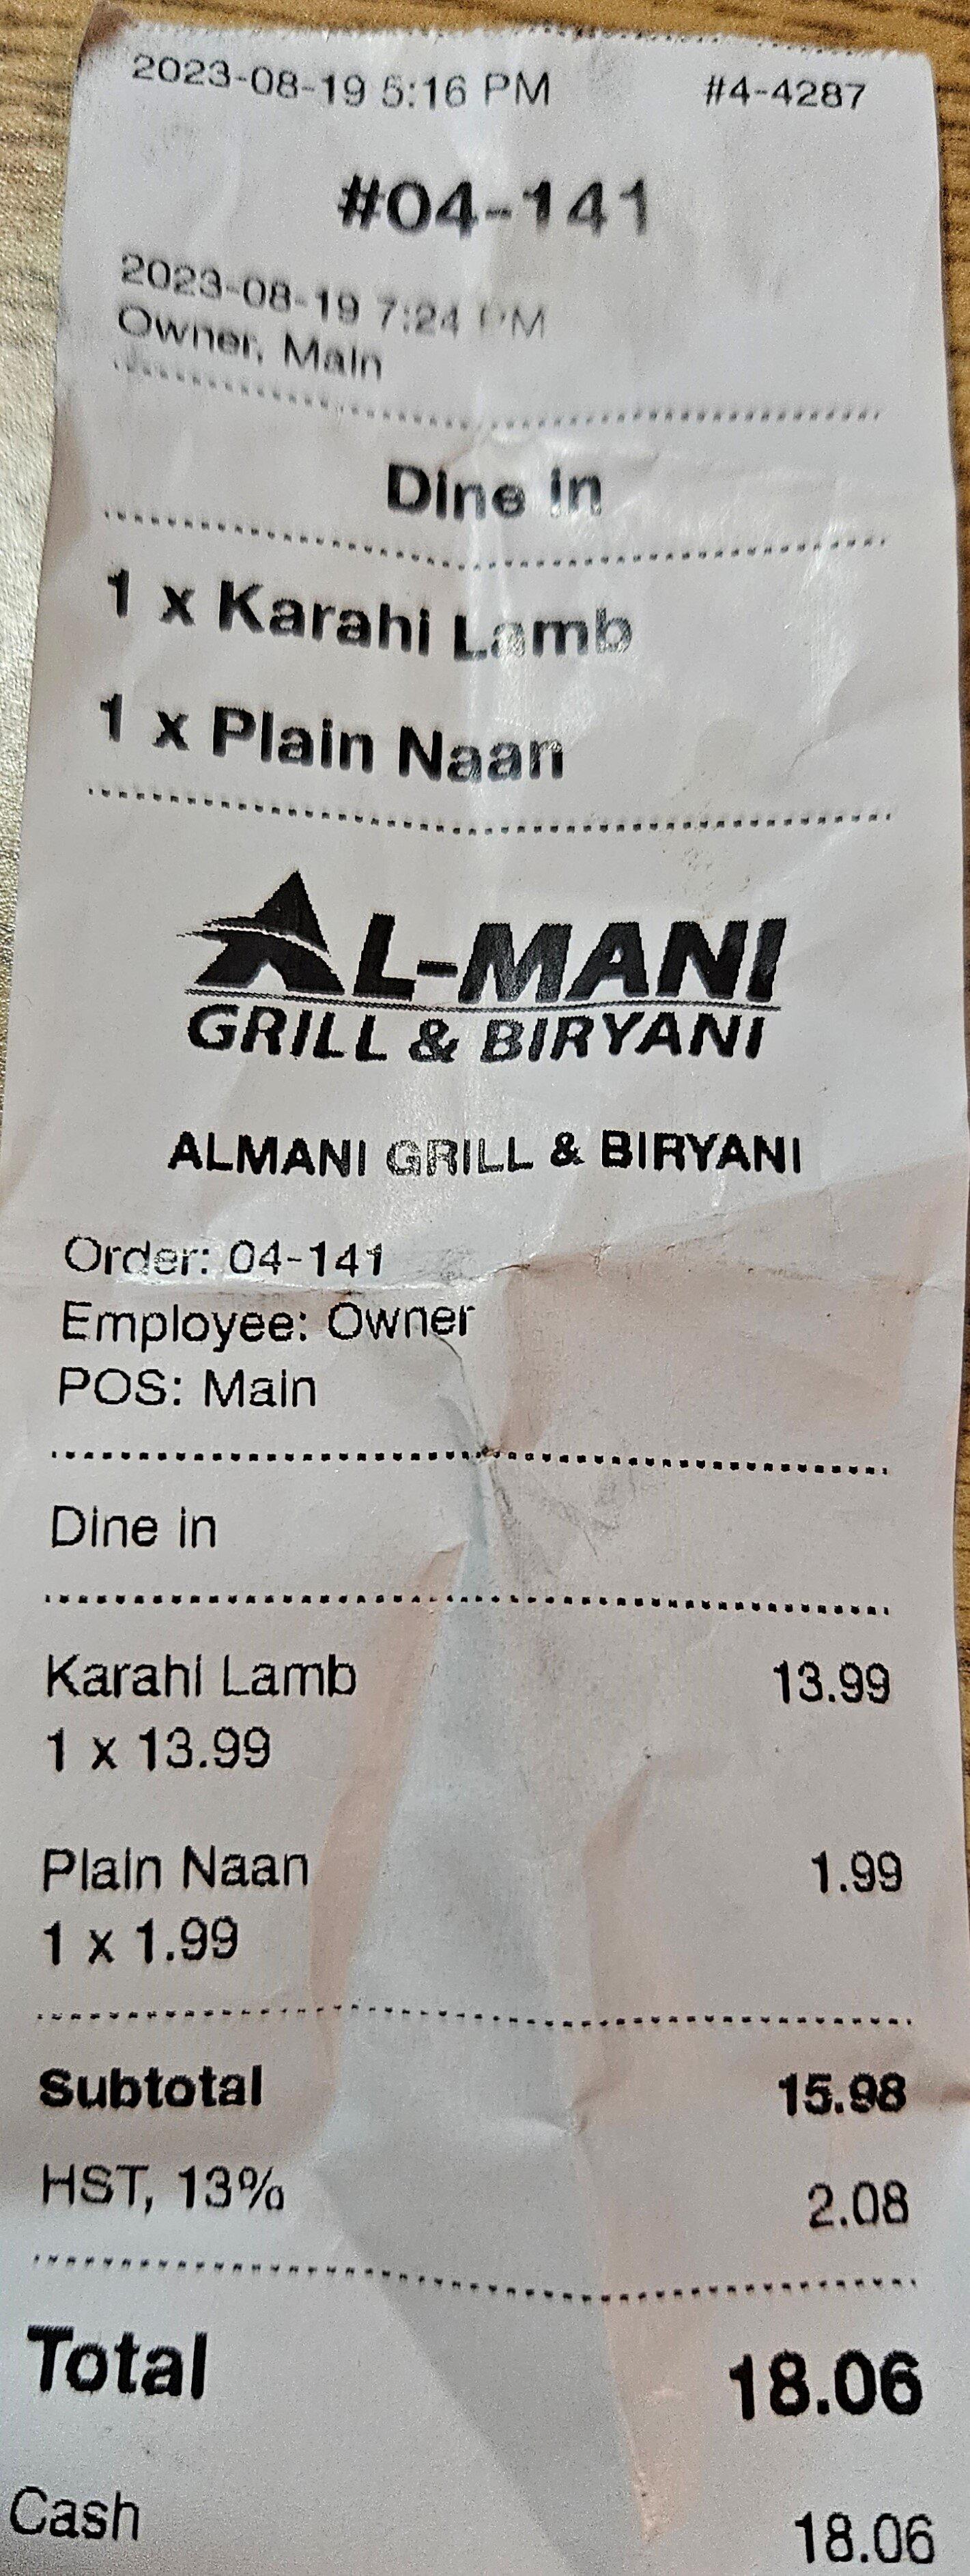 2023-08-19 5:16 PM #4-4287
#04-141
2023-08-19 7:24 PM
Owner, Main
Dine in
1 x Karahi Lamb
1 x Plain Naan
AL-MANI
GRILL & BIRYANI
ALMANI GRILL & BIRYANI
Order: 04-141
Employee: Owner
POS: Main
Dine in
Karahi Lamb 13.99
1 x 13.99
Plain Naan 1.99
1 x 1.99
Subtotal 15.98
HST, 13% 2.08
Total 18.06
Cash 18.06